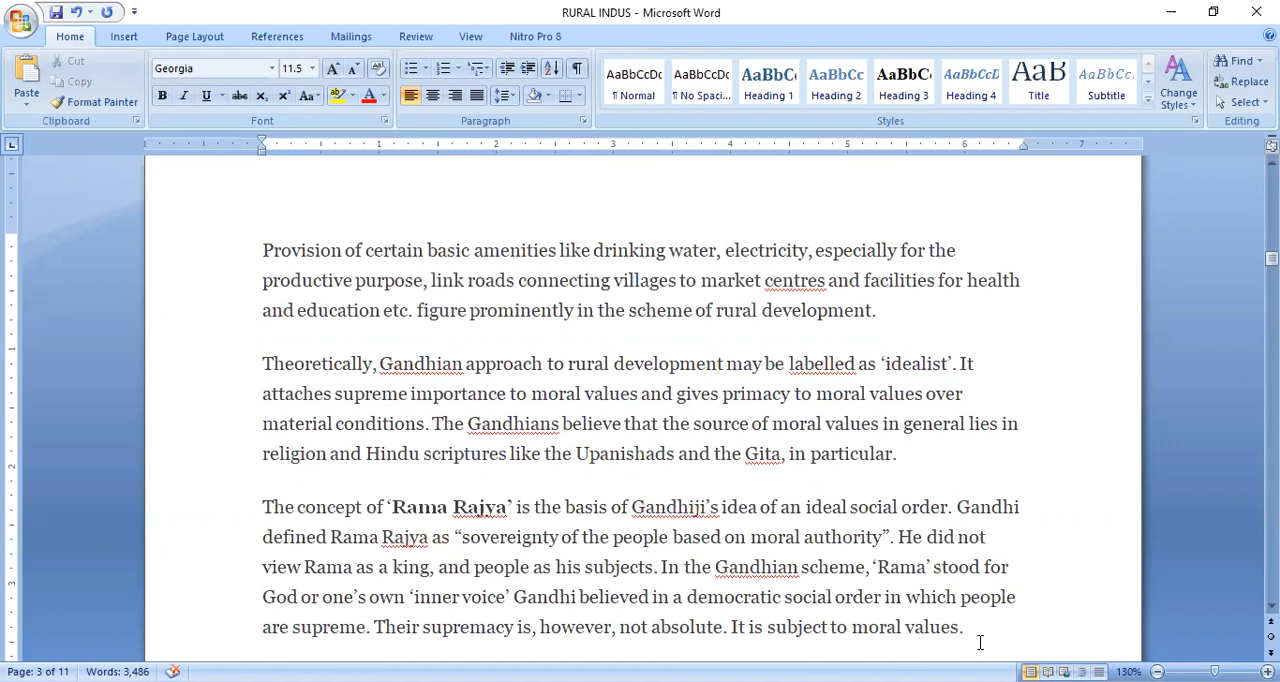 RURAL INDUS - Microsoft Word
Home Insert Page Layout References Mailings Review View Nitro Pro 8
Paste
Cut
Copy
Format Painter
Clipboard
Georgia 11.5
Font
Paragraph
AaBbCcDc AaBbCcDc AaBbC AaBbCc AaBbCc AaBbCcD AaB AaBbCc.
¶ Normal ¶ No Spaci... Heading 1 Heading 2 Heading 3 Heading 4 Title Subtitle
Change
Styles
Styles
Find
Replace
Select
Editing
1 2 3 4 5 6 7
Provision of certain basic amenities like drinking water, electricity, especially for the
productive purpose, link roads connecting villages to market centres and facilities for health
and education etc. figure prominently in the scheme of rural development.
Theoretically, Gandhian approach to rural development may be labelled as ‘idealist’. It
attaches supreme importance to moral values and gives primacy to moral values over
material conditions. The Gandhians believe that the source of moral values in general lies in
religion and Hindu scriptures like the Upanishads and the Gita, in particular.
The concept of ‘Rama Rajya’ is the basis of Gandhiji’s idea of an ideal social order. Gandhi
defined Rama Rajya as “sovereignty of the people based on moral authority”. He did not
view Rama as a king, and people as his subjects. In the Gandhian scheme, ‘Rama’ stood for
God or one’s own ‘inner voice’ Gandhi believed in a democratic social order in which people
are supreme. Their supremacy is, however, not absolute. It is subject to moral values.
Page: 3 of 11 Words: 3,486 130%